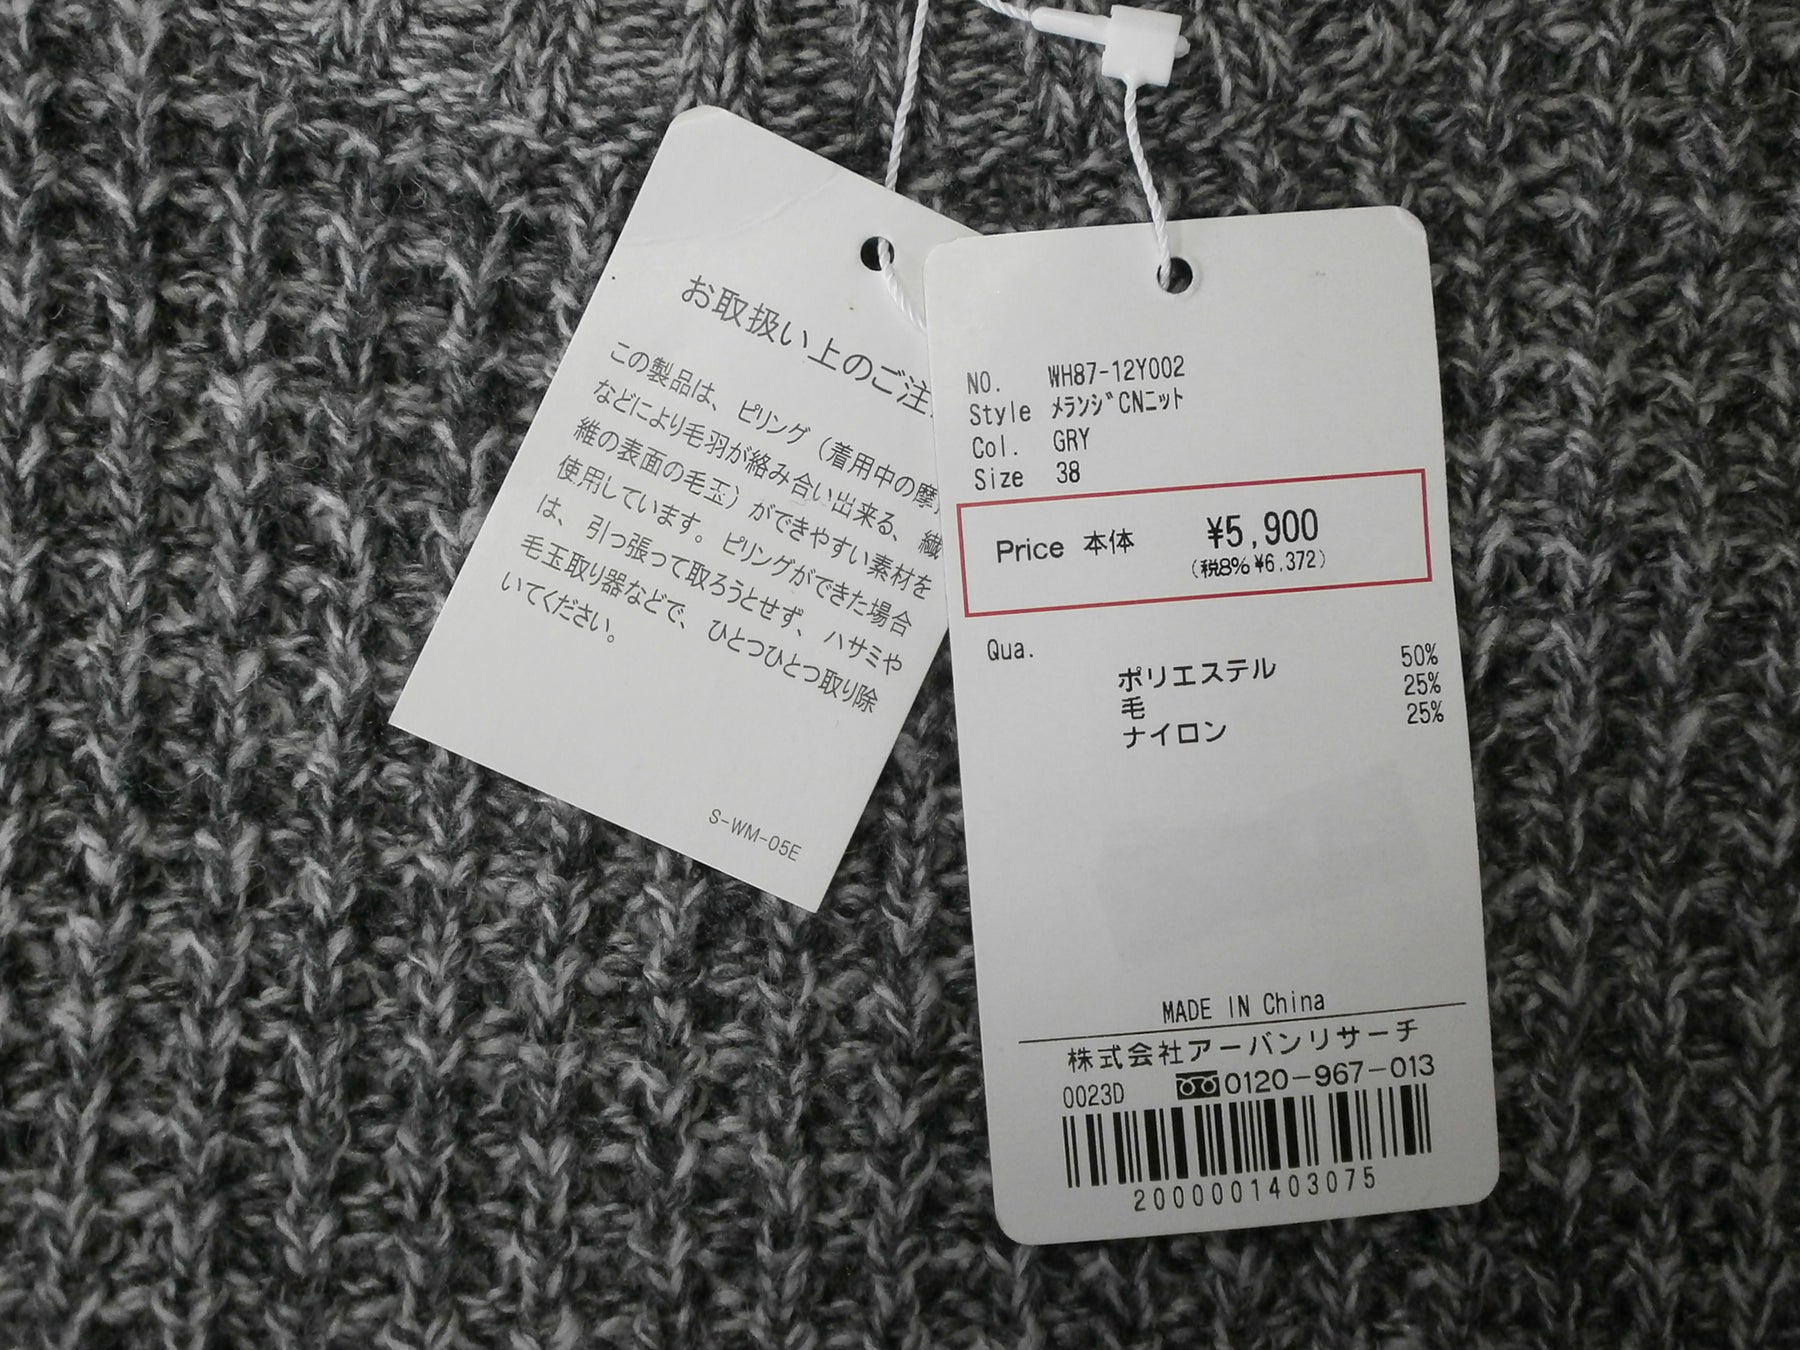 お取扱い上のご注
この製品は、ピリング（着用中の摩
などにより毛羽が絡み合い出来る、繊
維の表面の毛玉）ができやすい素材を
使用しています。ピリングができた場合
は、引っ張って取ろうとせず、ハサミや
毛玉取り器などで、ひとつひとつ取り除
いてください。
S-WM-05E
NO. WH87-12Y002
Style ﾒﾗﾝｼﾞCNﾆｯﾄ
Col. GRY
Size 38
Price 本体 ¥5,900
(税8% ¥6,372)
Qua.
ポリエステル 50%
毛 25%
ナイロン 25%
MADE IN China
株式会社アーバンリサーチ
0023D 0120-967-013
2000001403075